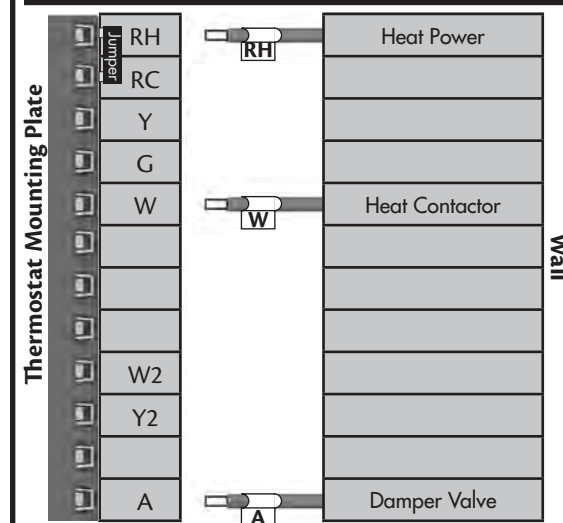 Thermostat Mounting Plate
Jumper
RH RH Heat Power
RC
Y
G
W W Heat Contactor
W2
Y2
A A Damper Valve
Wall